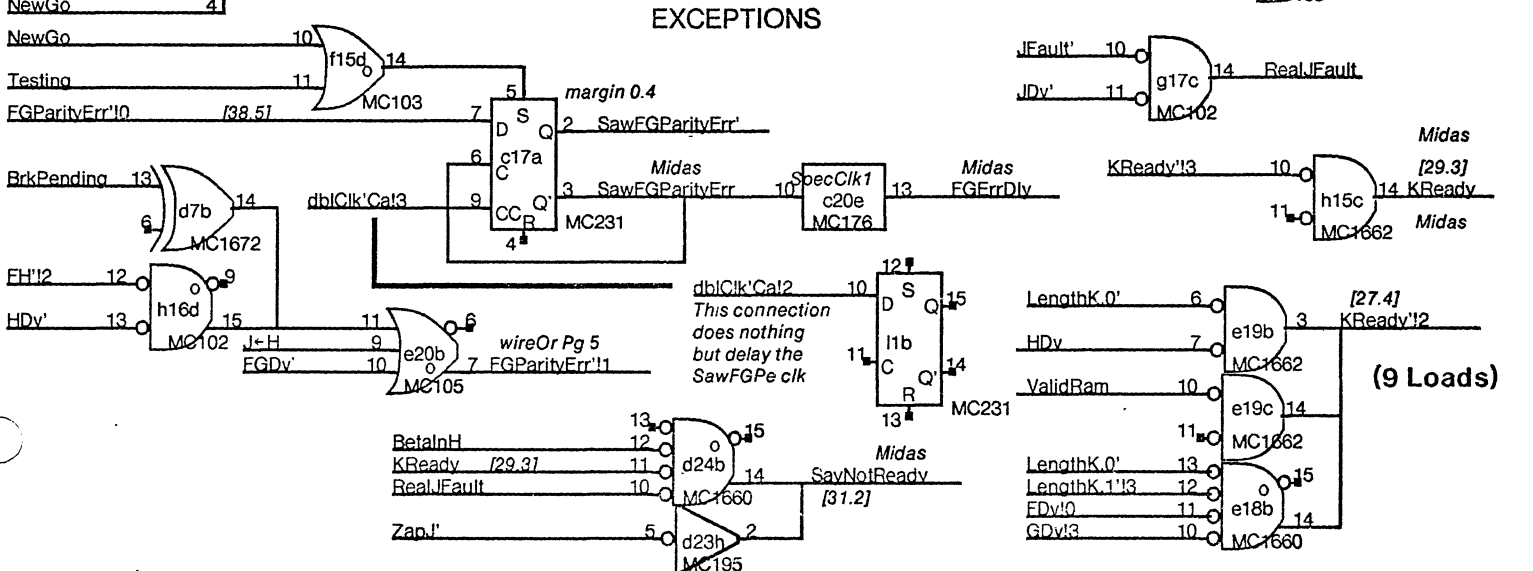 EXCEPTIONS
NewGo 4
NewGo 10
Testing 11
f15d 14
MC103
FGParityErr'!0 [38.5] 7
5
S
D Q
c17a
C
CC Q'
R
4
6
9
margin 0.4
2 SawFGParityErr'
Midas
3 SawFGParityErr
MC231
dblClk'Ca!3
10 SpecClk1 13
c20e
MC176
Midas
FGErrDly
BrkPending 13
6
d7b 14
MC1672
FH'!2 12
HDv' 13
9
h16d
MC102 15
11
J←H 9
FGDv' 10
e20b
MC105
6
wireOr Pg 5
7 FGParityErr'!1
dblClk'Ca!2 10
This connection
does nothing
but delay the
SawFGPe clk
12
S
D Q 15
l1b
11 C
Q' 14
R
13
MC231
JFault' 10
JDv' 11
g17c
MC102
14 RealJFault
KReady'!3 10
11
h15c
MC1662
Midas
[29.3]
14 KReady
Midas
LengthK.0' 6
HDv 7
e19b
MC1662
3
[27.4]
KReady'!2
(9 Loads)
ValidRam 10
11
e19c
MC1662
14
LengthK.0' 13
LengthK.1'!3 12
FDv!0 11
GDv!3 10
e18b
MC1660
15
14
13
BetaInH 12
KReady [29.3] 11
RealJFault 10
d24b
MC1660
15
14
Midas
SayNotReady
[31.2]
ZapJ' 5
d23h
MC195
2